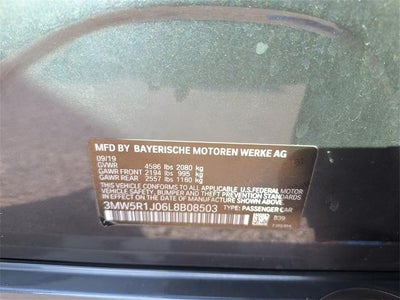 MFD BY BAYERISCHE MOTOREN WERKE AG
09/19
GVWR 4586 lbs 2080 kg
GAWR FRONT 2194 lbs 995 kg
GAWR REAR 2557 lbs 1160 kg
THIS VEHICLE CONFORMS TO ALL APPLICABLE U.S. FEDERAL MOTOR
VEHICLE SAFETY, BUMPER, AND THEFT PREVENTION STANDARDS IN
EFFECT ON THE DATE OF MANUFACTURE SHOWN ABOVE.
3MW5R1J06L8B08503 TYPE: PASSENGER CAR
B39